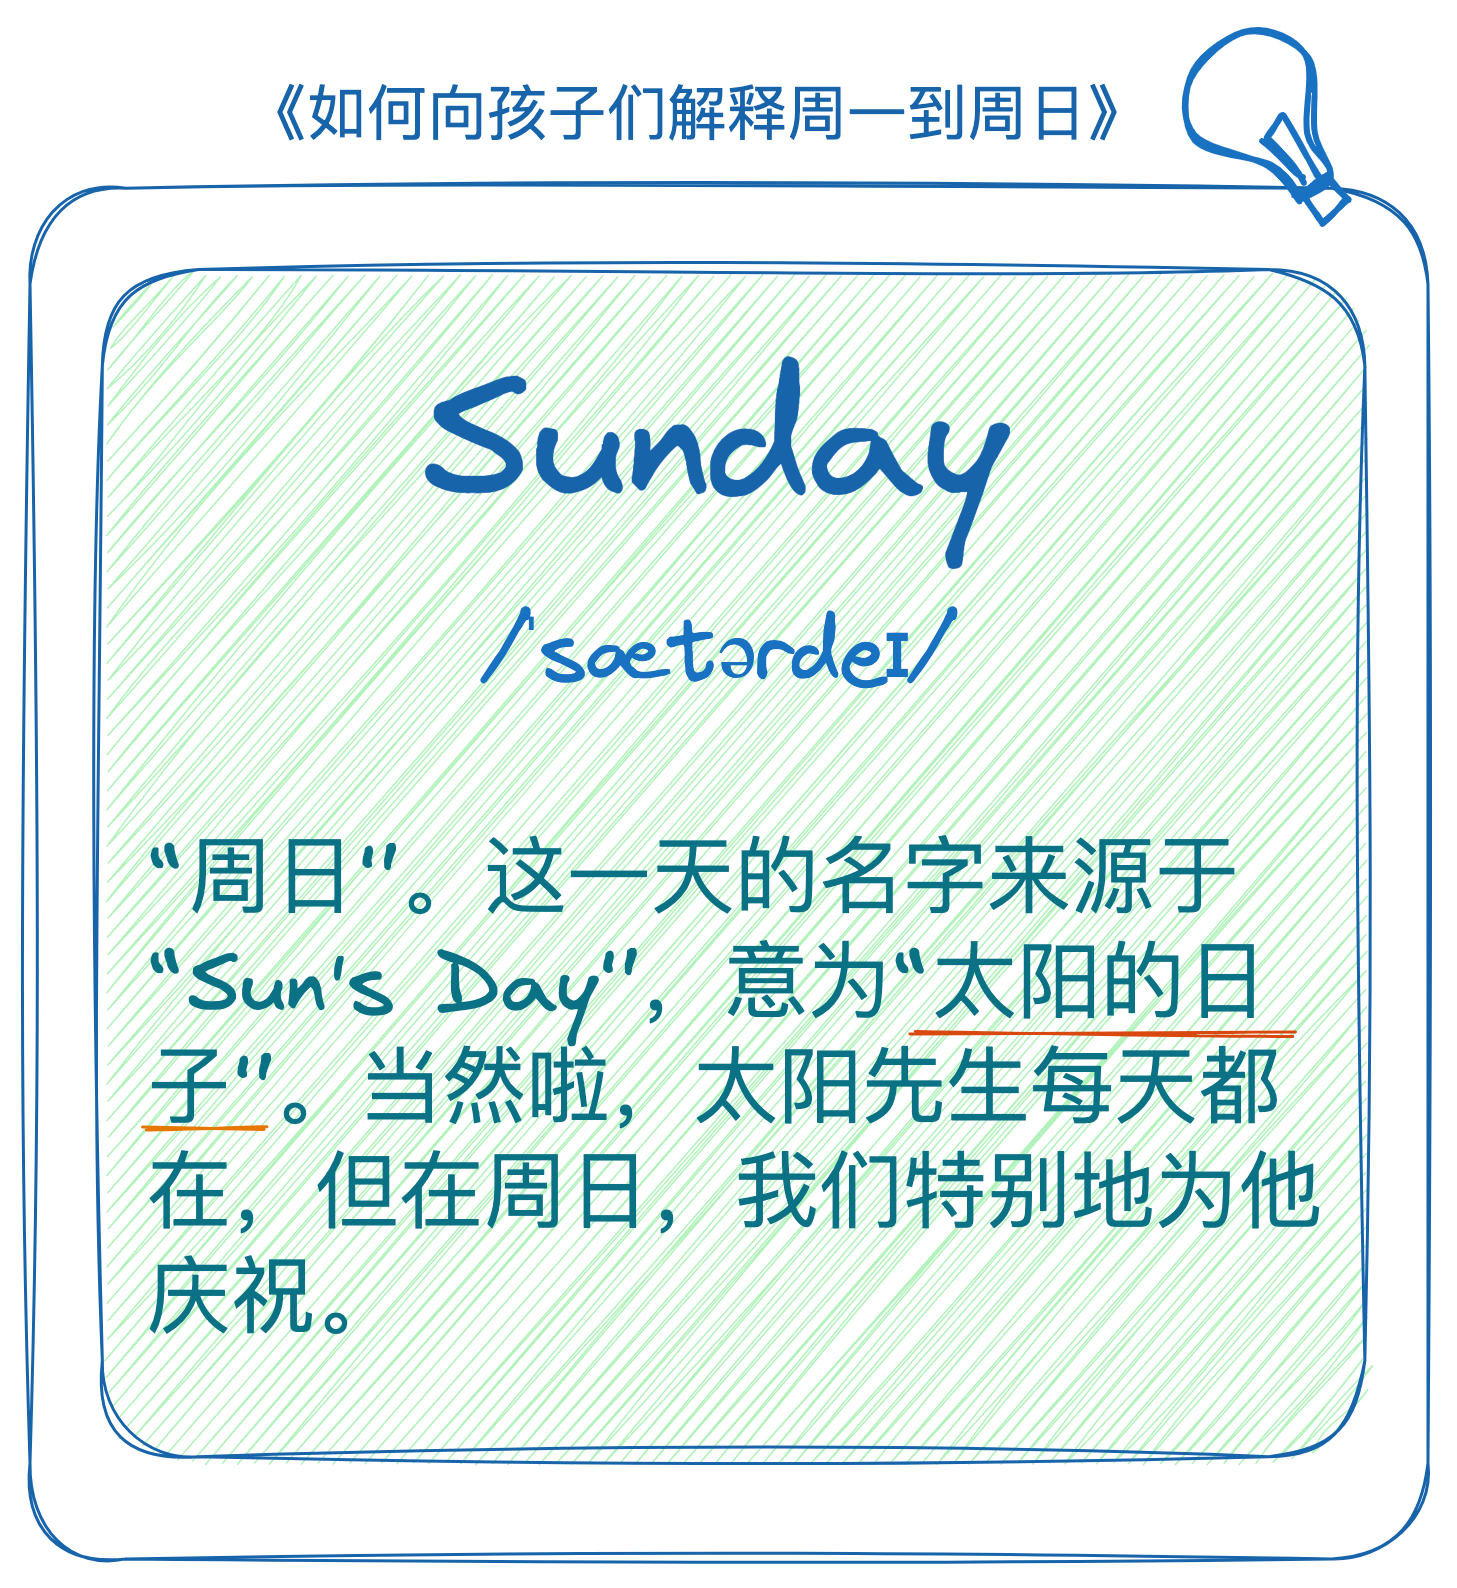 《如何向孩子们解释周一到周日》
Sunday
/ˈsætərdeɪ/
“周日”。这一天的名字来源于
“Sun's Day”，意为“太阳的日
子”。当然啦，太阳先生每天都
在，但在周日，我们特别地为他
庆祝。